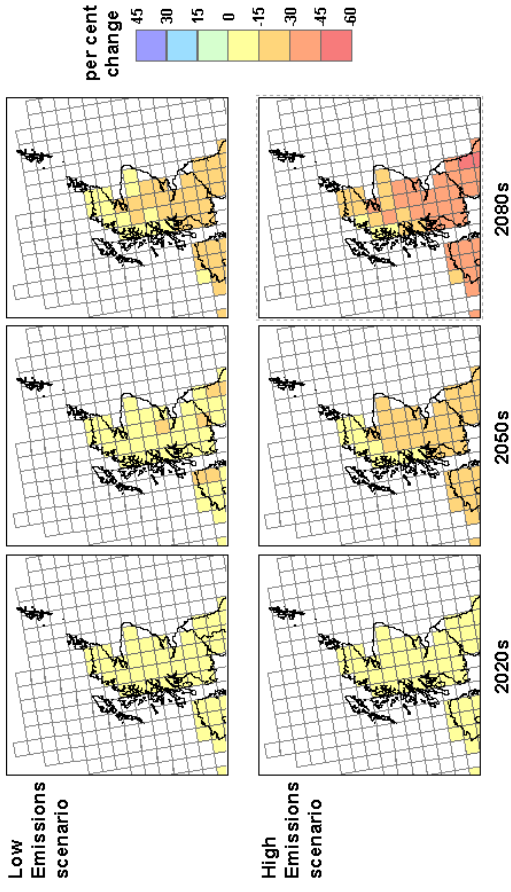 Low
Emissions
scenario
High
Emissions
scenario
2020s
2050s
2080s
per cent
change
45
30
15
0
-15
-30
-45
-60